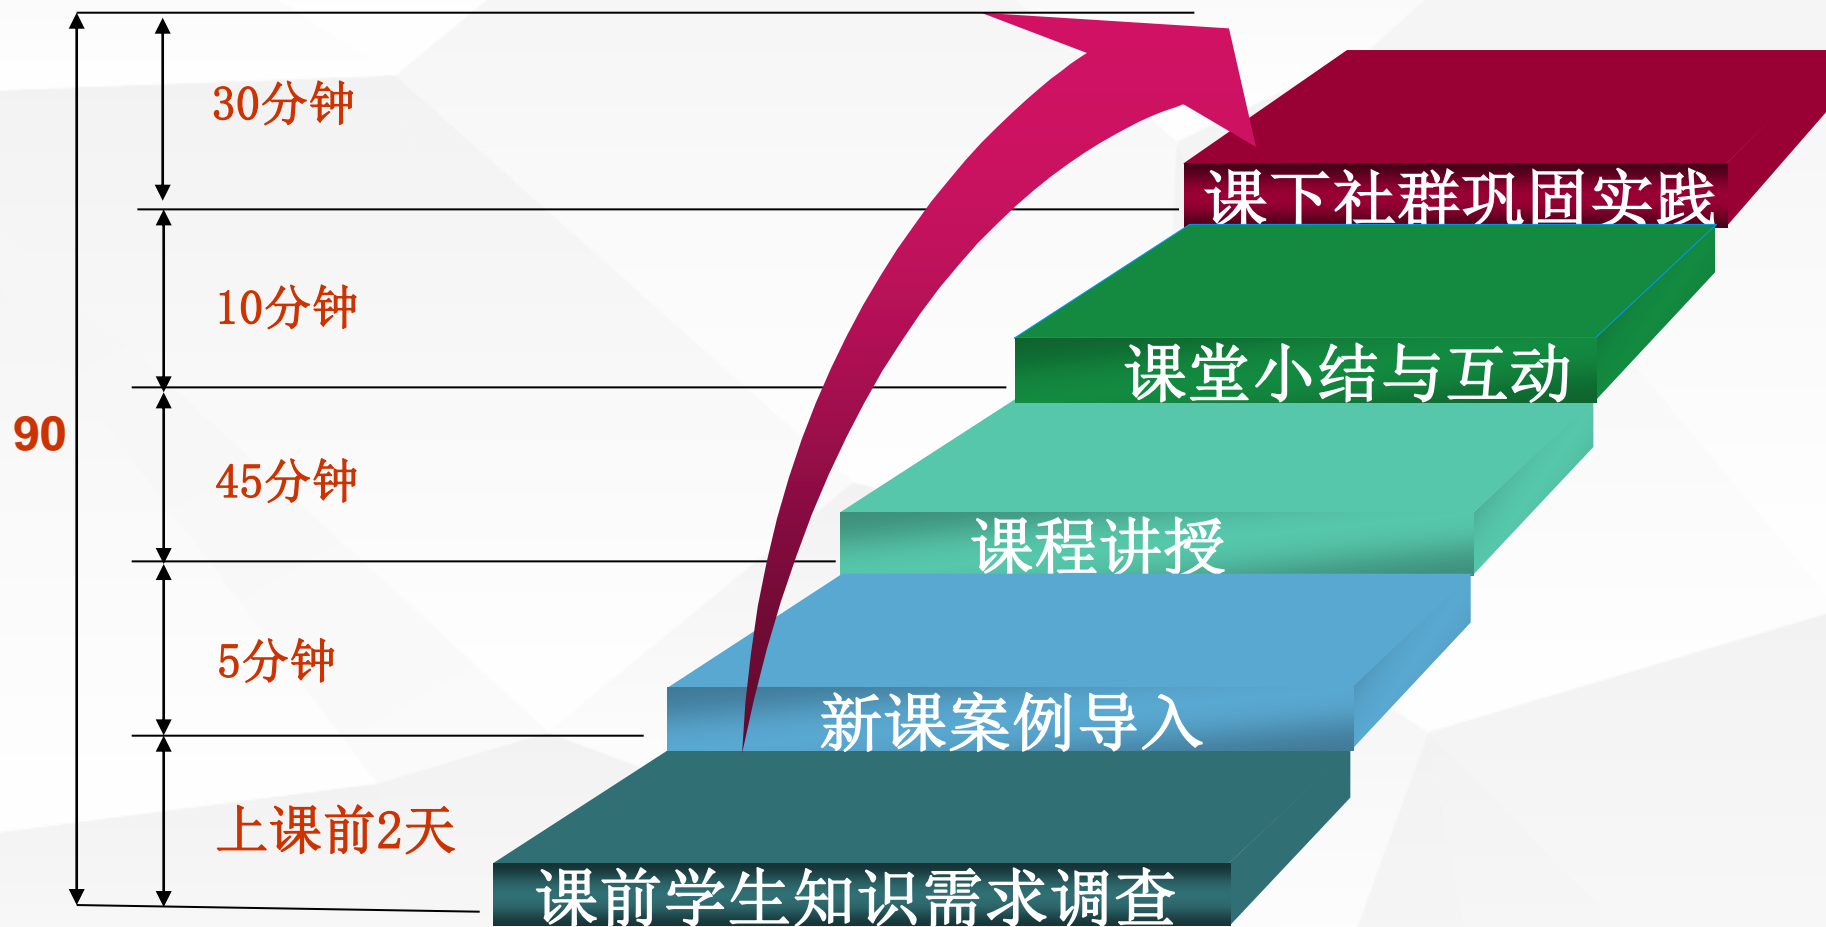 30分钟
课下社群巩固实践
10分钟
课堂小结与互动
90
45分钟
课程讲授
5分钟
新课案例导入
上课前2天
课前学生知识需求调查